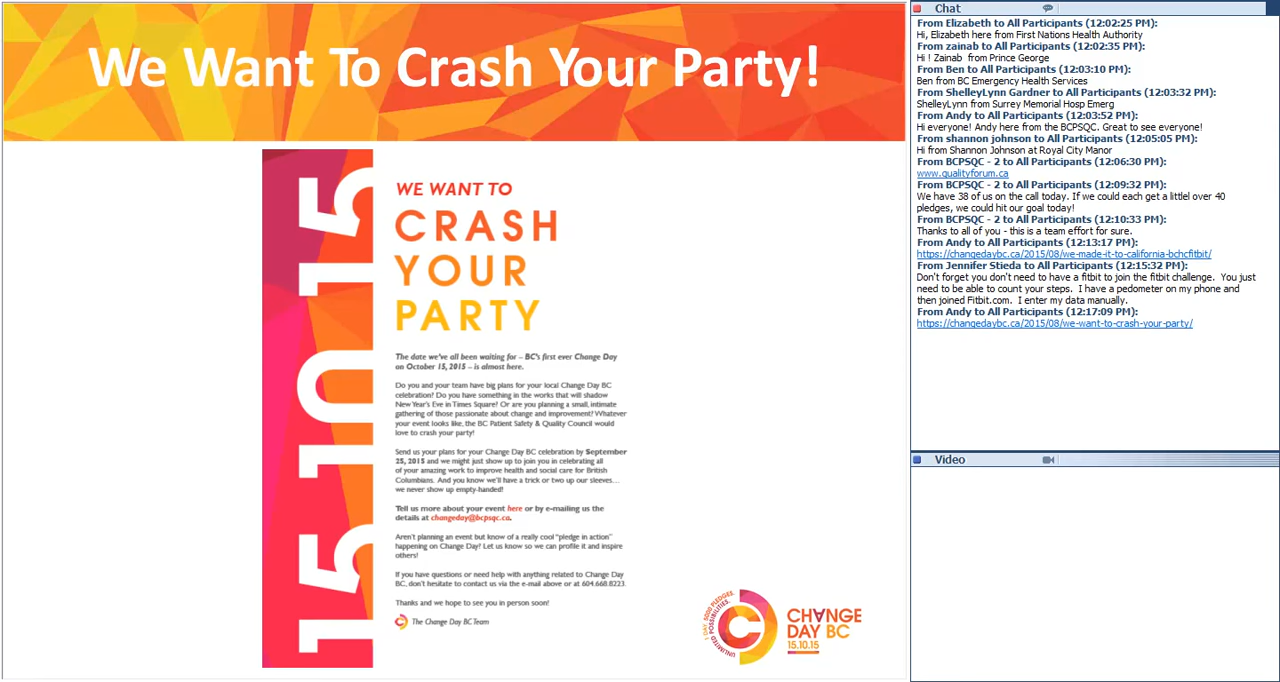 We Want To Crash Your Party!
15.10.15
WE WANT TO
CRASH
YOUR
PARTY
The date we've all been waiting for – BC's first ever Change Day
on October 15, 2015 – is almost here.
Do you and your team have big plans for your local Change Day BC
celebration? Do you have something in the works that will shadow
New Year's Eve in Times Square? Or are you planning a small, intimate
gathering of those passionate about change and improvement? Whatever
your event looks like, the BC Patient Safety & Quality Council would
love to crash your party!
Send us your plans for your Change Day BC celebration by September
25, 2015 and we might just show up to join you in celebrating all
of your amazing work to improve health and social care for British
Columbians. And you know we'll have a trick or two up our sleeves...
we never show up empty-handed!
Tell us more about your event here or by e-mailing us the
details at changeday@bcpsqc.ca.
Aren't planning an event but know of a really cool "pledge in action"
happening on Change Day? Let us know so we can profile it and inspire
others!
If you have questions or need help with anything related to Change Day
BC, don't hesitate to contact us via the e-mail above or at 604.668.8223.
Thanks and we hope to see you in person soon!
The Change Day BC Team
1 DAY. 5000 PLEDGES.
UNLIMITED POSSIBILITIES.
CHANGE
DAY BC
15.10.15
Chat
From Elizabeth to All Participants (12:02:25 PM):
Hi, Elizabeth here from First Nations Health Authority
From zainab to All Participants (12:02:35 PM):
Hi ! Zainab from Prince George
From Ben to All Participants (12:03:10 PM):
Ben from BC Emergency Health Services
From ShelleyLynn Gardner to All Participants (12:03:32 PM):
ShelleyLynn from Surrey Memorial Hosp Emerg
From Andy to All Participants (12:03:52 PM):
Hi everyone! Andy here from the BCPSQC. Great to see everyone!
From shannon johnson to All Participants (12:05:05 PM):
Hi from Shannon Johnson at Royal City Manor
From BCPSQC - 2 to All Participants (12:06:30 PM):
www.qualityforum.ca
From BCPSQC - 2 to All Participants (12:09:32 PM):
We have 38 of us on the call today. If we could each get a littlel over 40
pledges, we could hit our goal today!
From BCPSQC - 2 to All Participants (12:10:33 PM):
Thanks to all of you - this is a team effort for sure.
From Andy to All Participants (12:13:17 PM):
https://changedaybc.ca/2015/08/we-made-it-to-california-bchcfitbit/
From Jennifer Stieda to All Participants (12:15:32 PM):
Don't forget you don't need to have a fitbit to join the fitbit challenge. You just
need to be able to count your steps. I have a pedometer on my phone and
then joined Fitbit.com. I enter my data manually.
From Andy to All Participants (12:17:09 PM):
https://changedaybc.ca/2015/08/we-want-to-crash-your-party/
Video